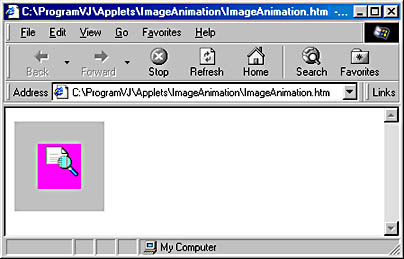 C:\ProgramVJ\Applets\ImageAnimation\ImageAnimation.htm -...
File Edit View Go Favorites Help
Back Forward Stop Refresh Home Search Favorites
Address C:\ProgramVJ\Applets\ImageAnimation\ImageAnimation.htm Links
My Computer